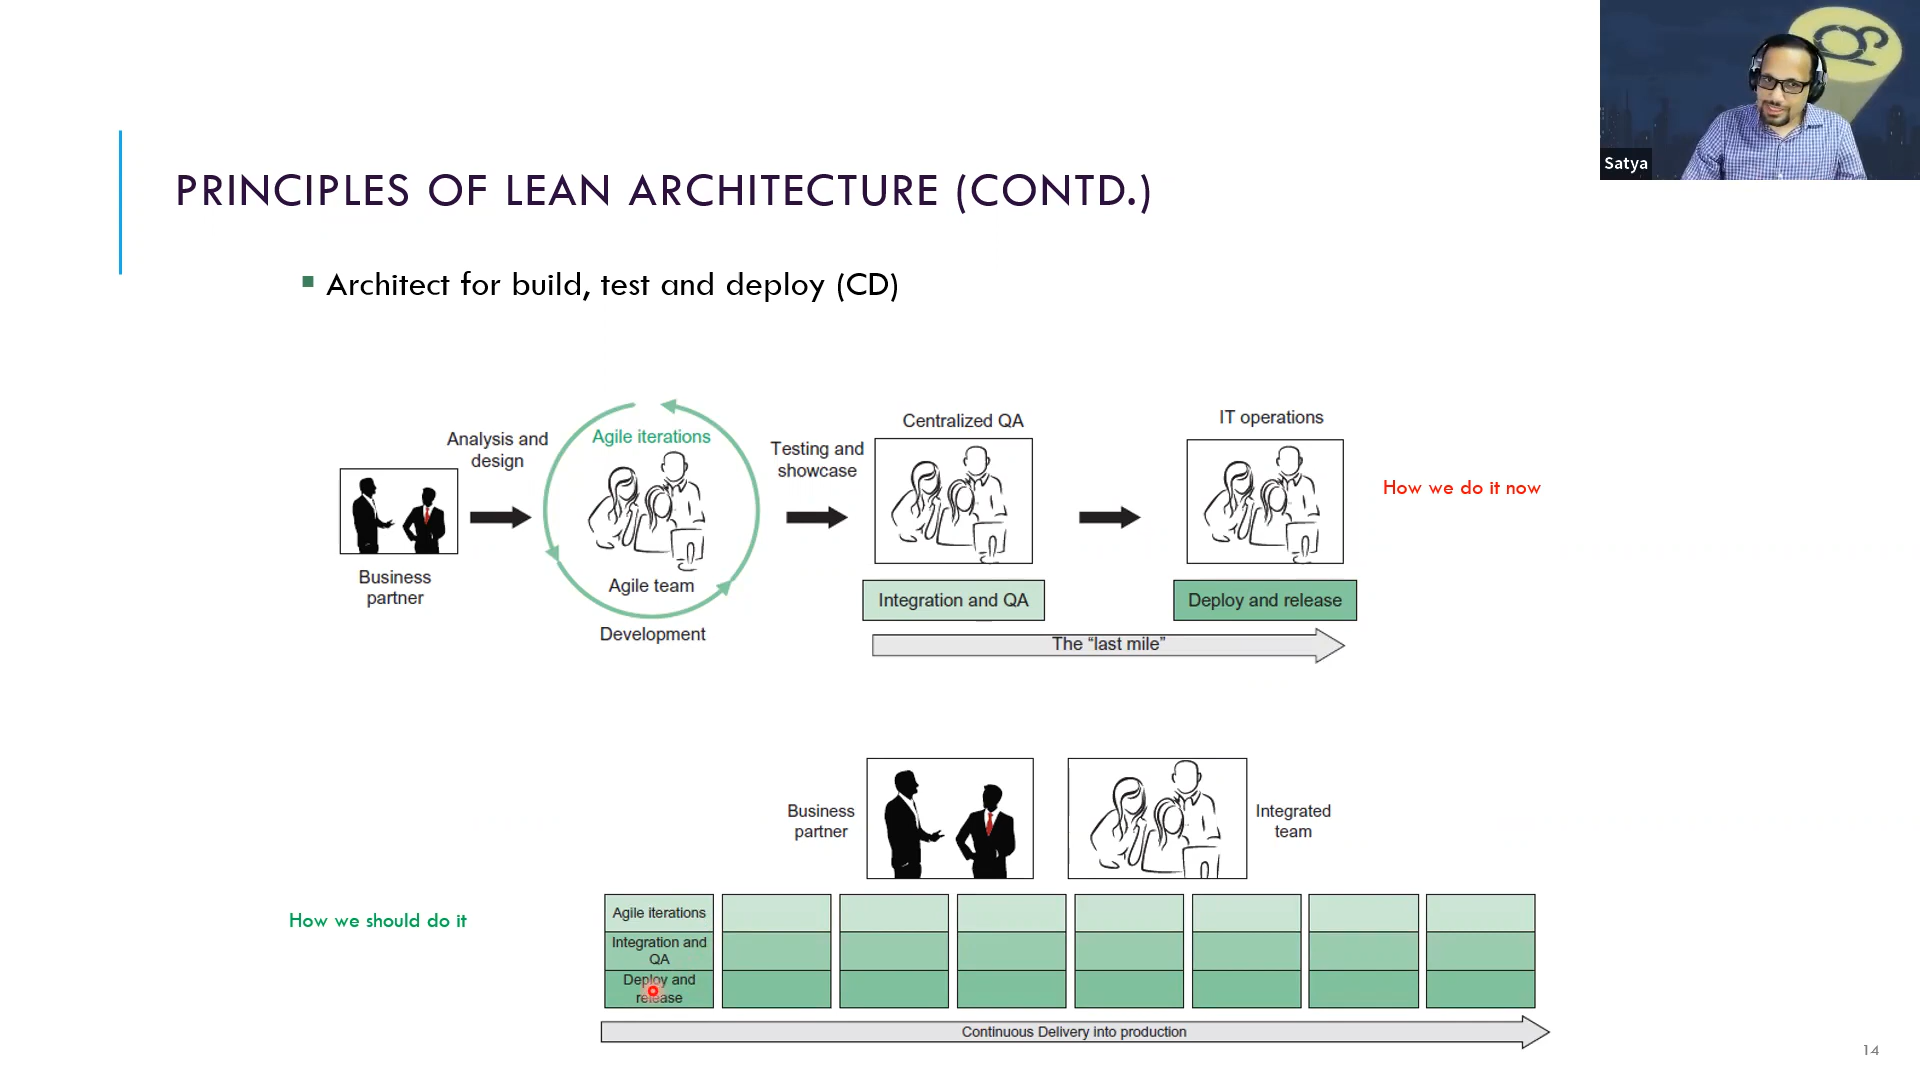 Satya
PRINCIPLES OF LEAN ARCHITECTURE (CONTD.)
Architect for build, test and deploy (CD)
Analysis and
design
Agile iterations
Testing and
showcase
Centralized QA
IT operations
How we do it now
Business
partner
Agile team
Development
Integration and QA
Deploy and release
The “last mile”
Business
partner
Integrated
team
How we should do it
Agile iterations
Integration and
QA
Deploy and
release
Continuous Delivery into production
14